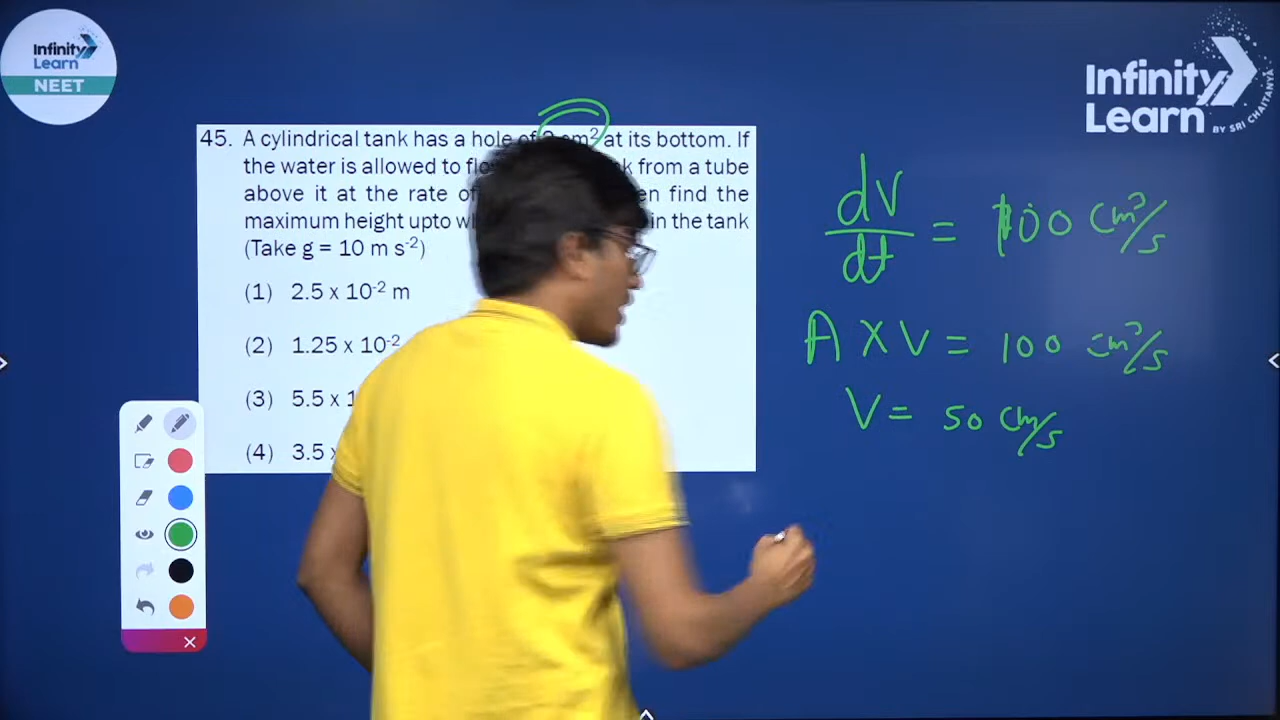 Infinity
Learn
NEET
Infinity
Learn
BY SRI CHAITANYA
45. A cylindrical tank has a hole of cm² at its bottom. If
the water is allowed to from a tube
above it at the rate of find the
maximum height upto in the tank
(Take g = 10 m s⁻²)
(1) 2.5 x 10⁻² m
(2) 1.25 x 10⁻²
(3) 5.5 x
(4) 3.5
dv/dt = 100 cm³/s
A X V = 100 cm³/s
V = 50 cm/s